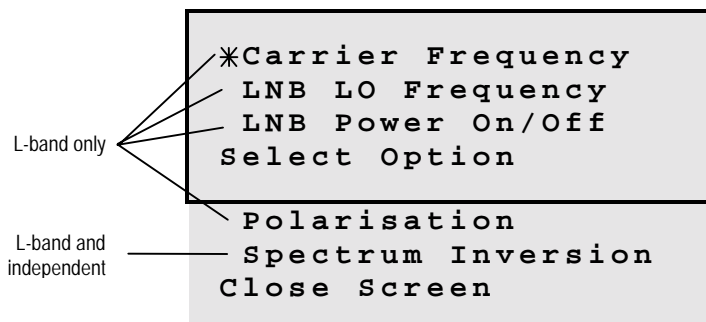 *Carrier Frequency
LNB LO Frequency
LNB Power On/Off
Select Option
L-band only
Polarisation
Spectrum Inversion
Close Screen
L-band and
independent